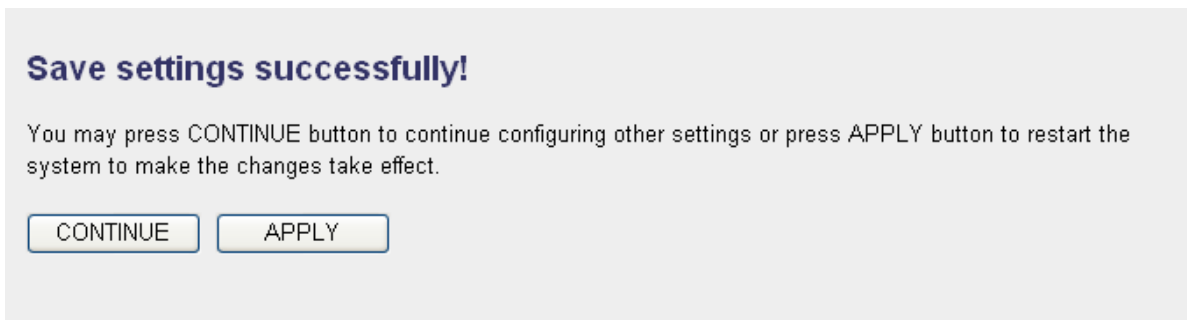 Save settings successfully!
You may press CONTINUE button to continue configuring other settings or press APPLY button to restart the
system to make the changes take effect.
CONTINUE APPLY